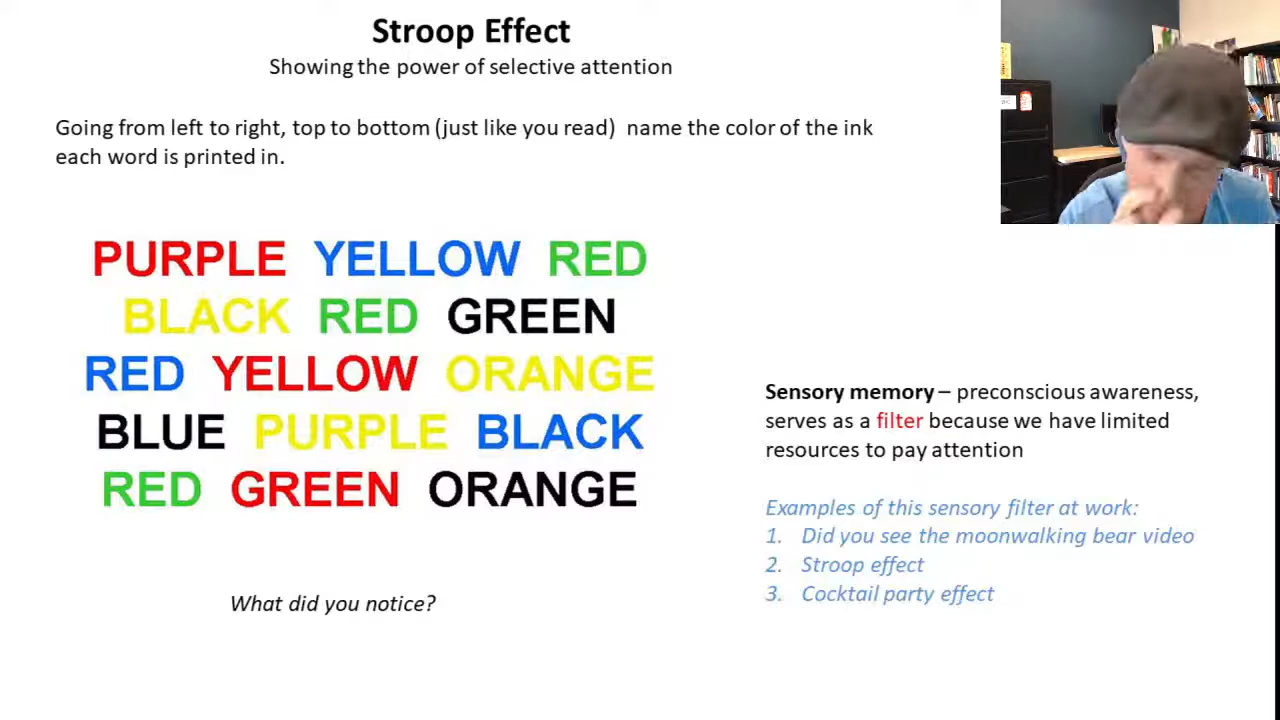 Stroop Effect
Showing the power of selective attention
Going from left to right, top to bottom (just like you read)  name the color of the ink
each word is printed in.
PURPLE YELLOW RED
BLACK RED GREEN
RED YELLOW ORANGE
BLUE PURPLE BLACK
RED GREEN ORANGE
What did you notice?
Sensory memory – preconscious awareness,
serves as a filter because we have limited
resources to pay attention
Examples of this sensory filter at work:
1. Did you see the moonwalking bear video
2. Stroop effect
3. Cocktail party effect